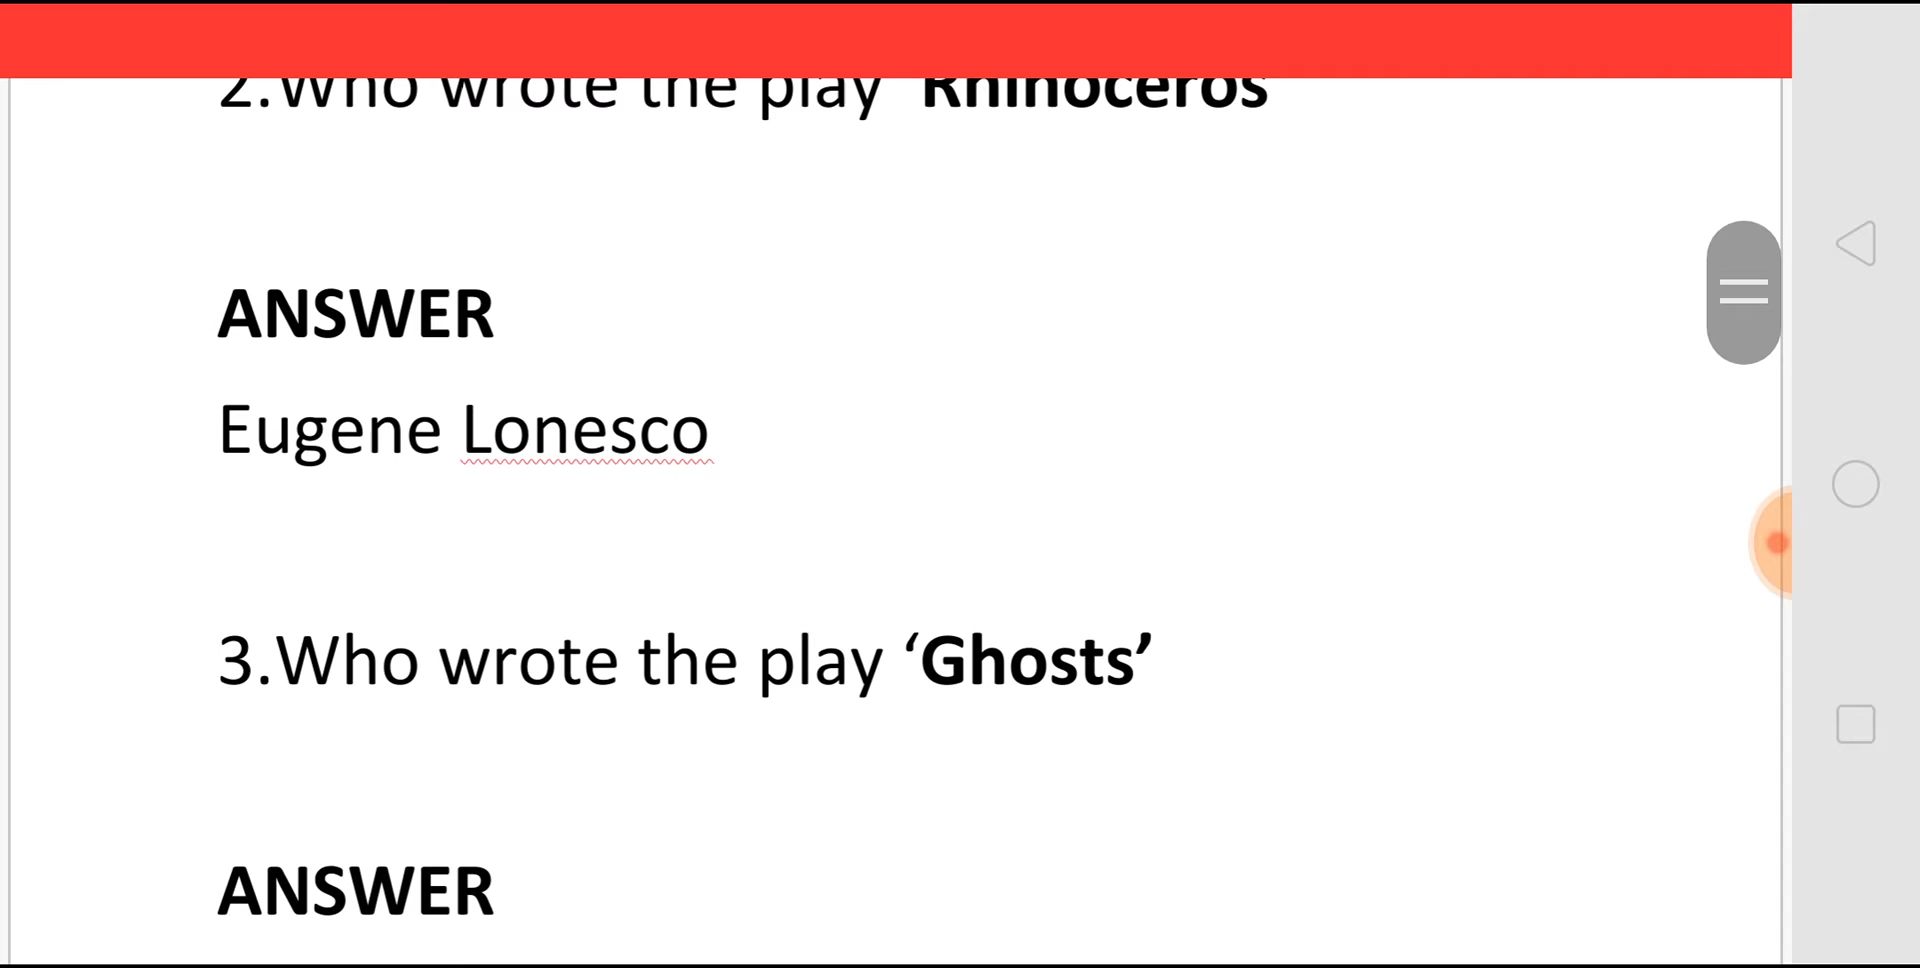 2.Who wrote the play ‘Rhinoceros
ANSWER
Eugene Lonesco
3.Who wrote the play ‘Ghosts’
ANSWER